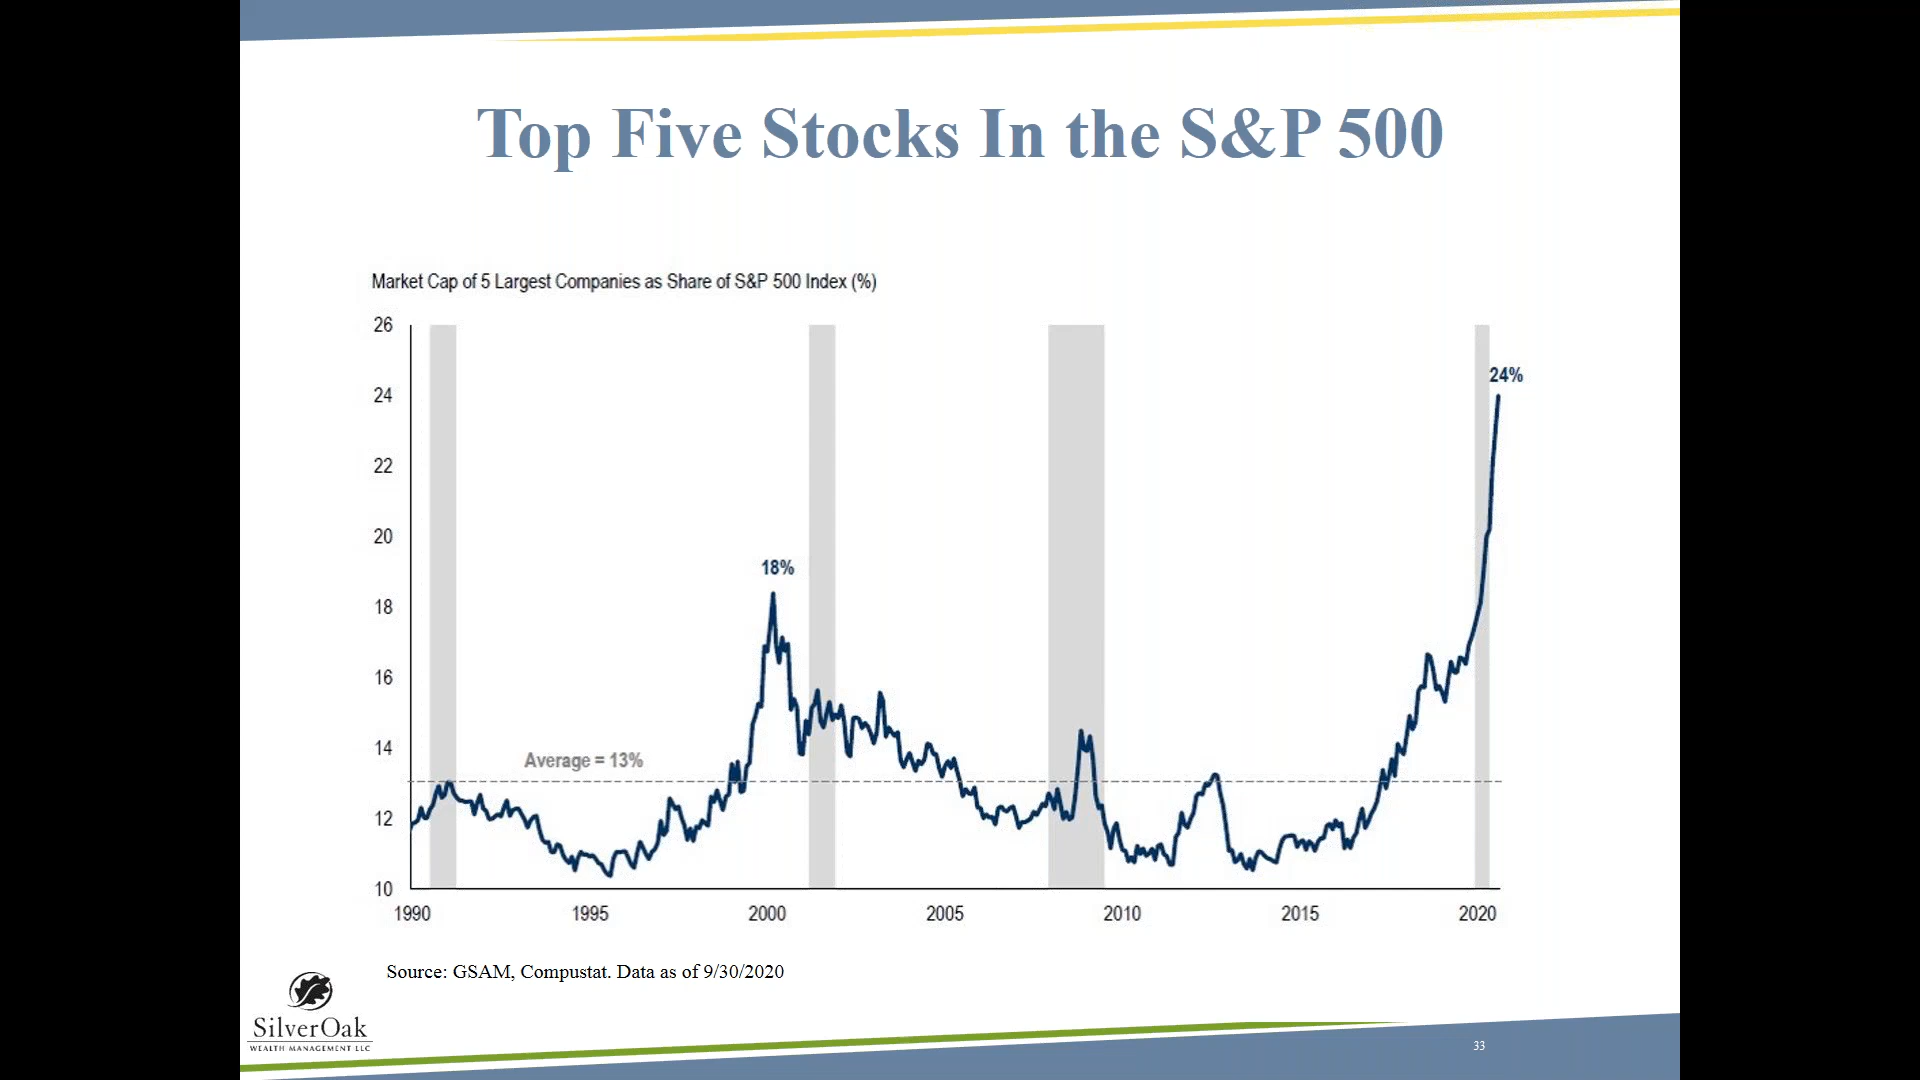 Top Five Stocks In the S&P 500
Market Cap of 5 Largest Companies as Share of S&P 500 Index (%)
26
24%
24
22
20
18%
18
16
14
Average = 13%
12
10
1990 1995 2000 2005 2010 2015 2020
Source: GSAM, Compustat. Data as of 9/30/2020
SilverOak
WEALTH MANAGEMENT LLC
33